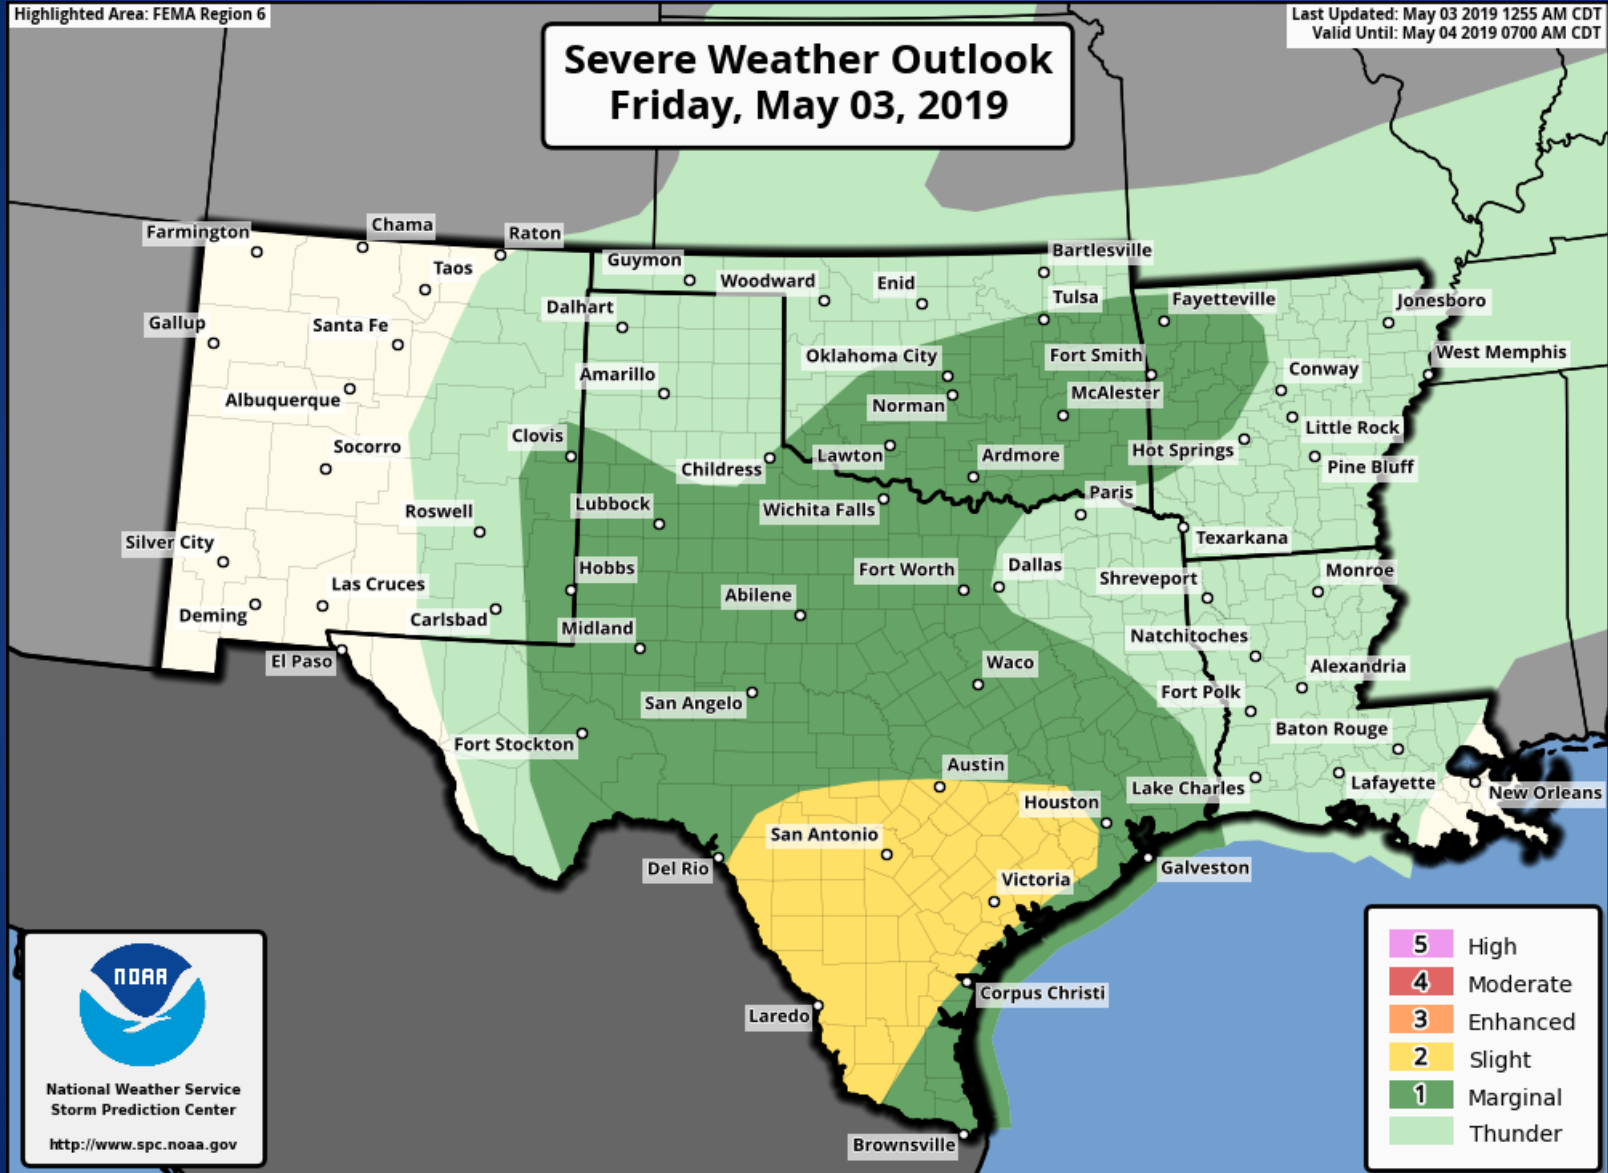 Highlighted Area: FEMA Region 6
Last Updated: May 03 2019 1255 AM CDT
Valid Until: May 04 2019 0700 AM CDT
Severe Weather Outlook
Friday, May 03, 2019
Farmington
Chama
Raton
Taos
Guymon
Woodward
Enid
Bartlesville
Dalhart
Tulsa
Fayetteville
Jonesboro
Gallup
Santa Fe
Oklahoma City
Fort Smith
West Memphis
Amarillo
Conway
Albuquerque
Norman
McAlester
Little Rock
Socorro
Clovis
Childress
Lawton
Ardmore
Hot Springs
Pine Bluff
Roswell
Lubbock
Wichita Falls
Paris
Silver City
Texarkana
Las Cruces
Hobbs
Fort Worth
Dallas
Shreveport
Monroe
Deming
Carlsbad
Abilene
Midland
Natchitoches
El Paso
Waco
Alexandria
San Angelo
Fort Polk
Fort Stockton
Baton Rouge
Austin
Lake Charles
Lafayette
New Orleans
Houston
San Antonio
Del Rio
Victoria
Galveston
Corpus Christi
Laredo
Brownsville
NOAA
National Weather Service
Storm Prediction Center
http://www.spc.noaa.gov
5 High
4 Moderate
3 Enhanced
2 Slight
1 Marginal
Thunder